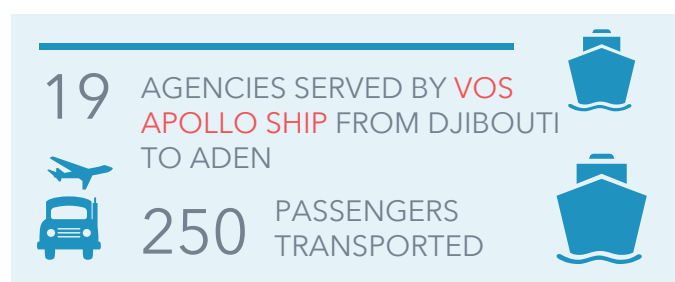 19 AGENCIES SERVED BY VOS
APOLLO SHIP FROM DJIBOUTI
TO ADEN
250 PASSENGERS
TRANSPORTED